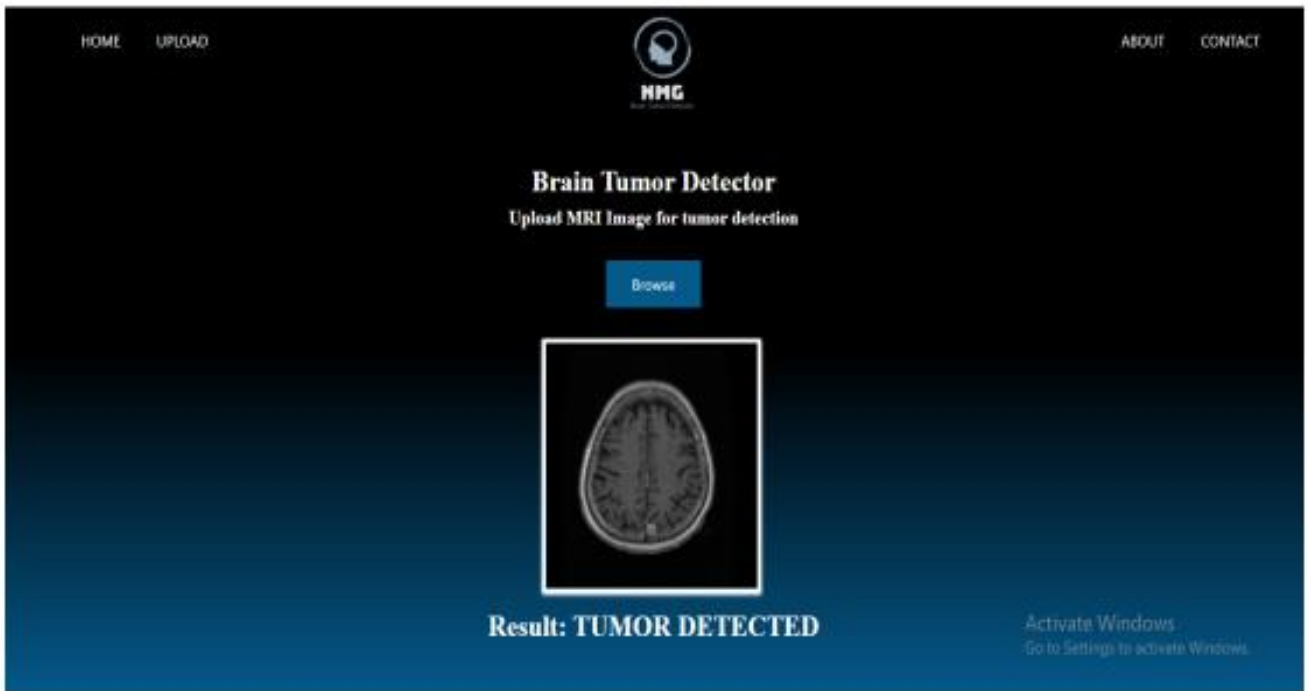 HOME UPLOAD ABOUT CONTACT
NMG
Brain Tumor Detector
Upload MRI Image for tumor detection
Browse
Result: TUMOR DETECTED
Activate Windows
Go to Settings to activate Windows.